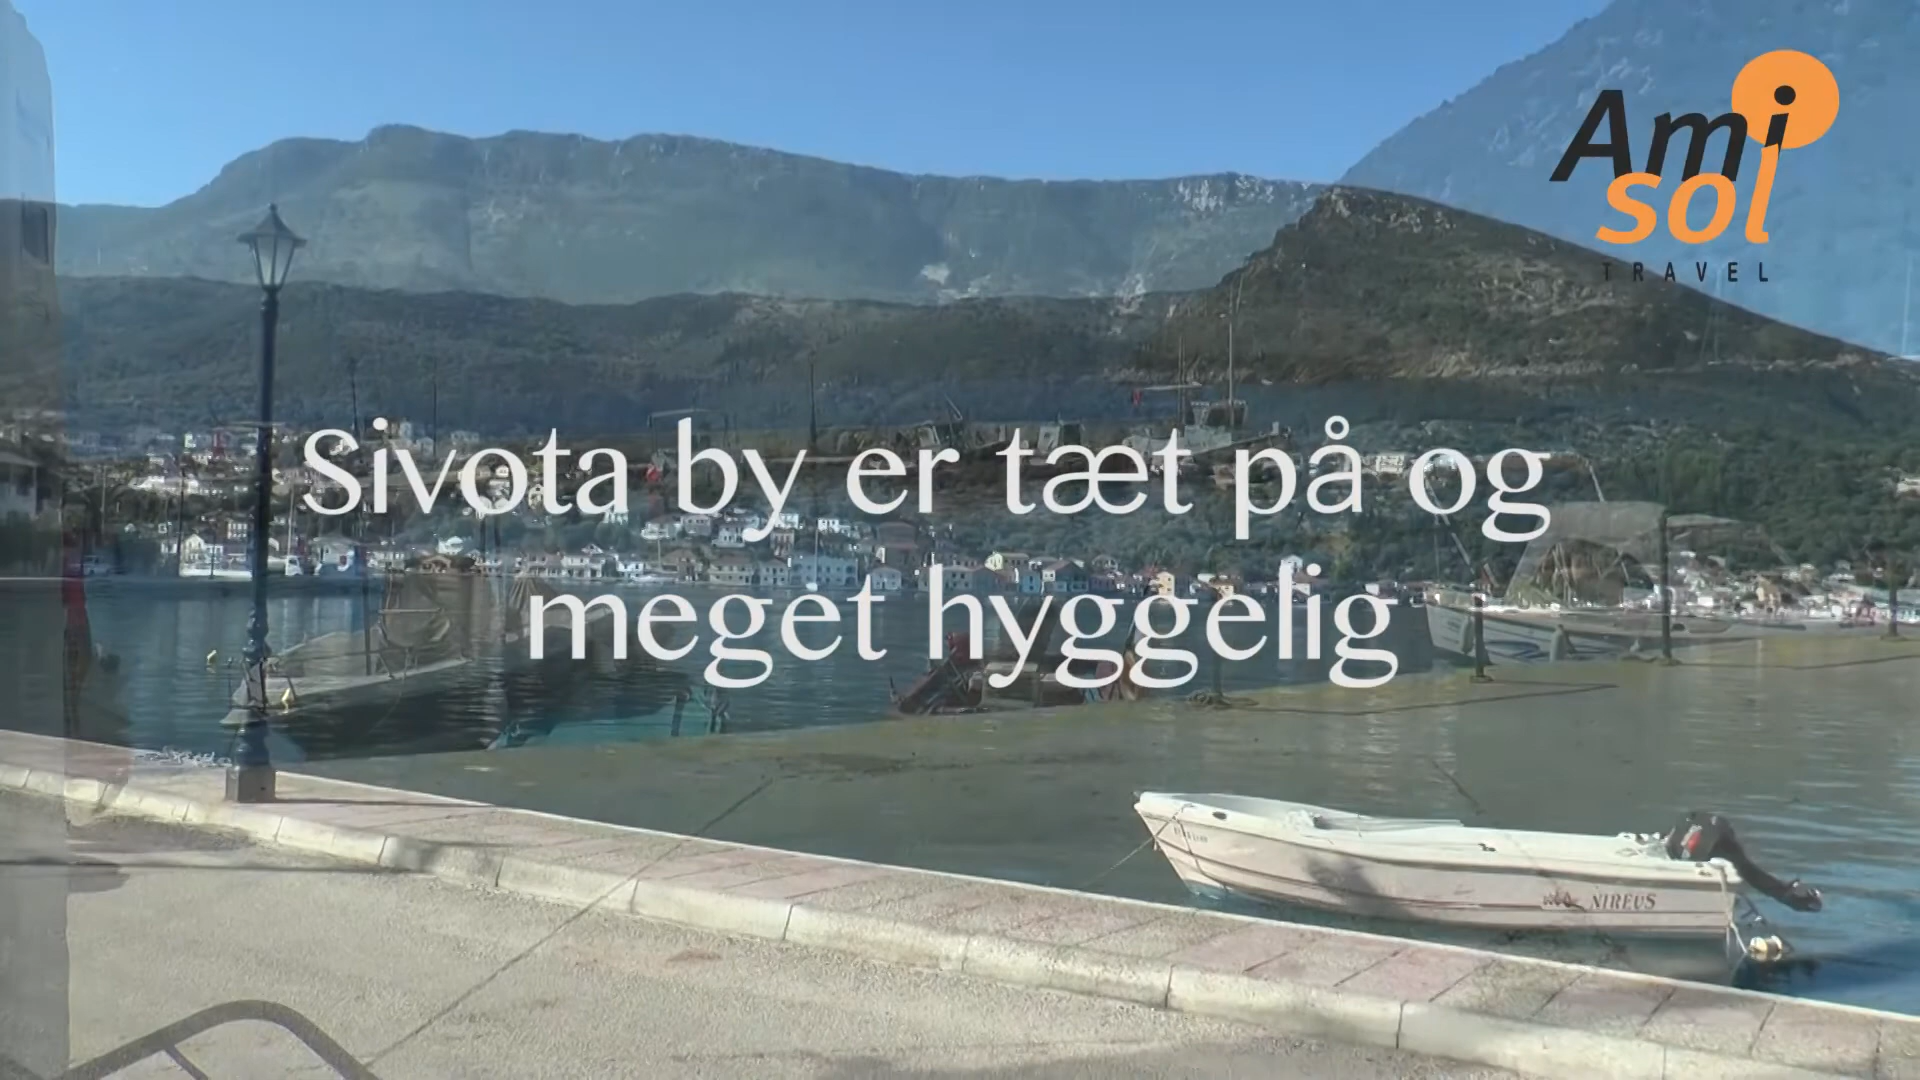 Ami
sol
TRAVEL
Sivota by er tæt på og
meget hyggelig
NIREUS